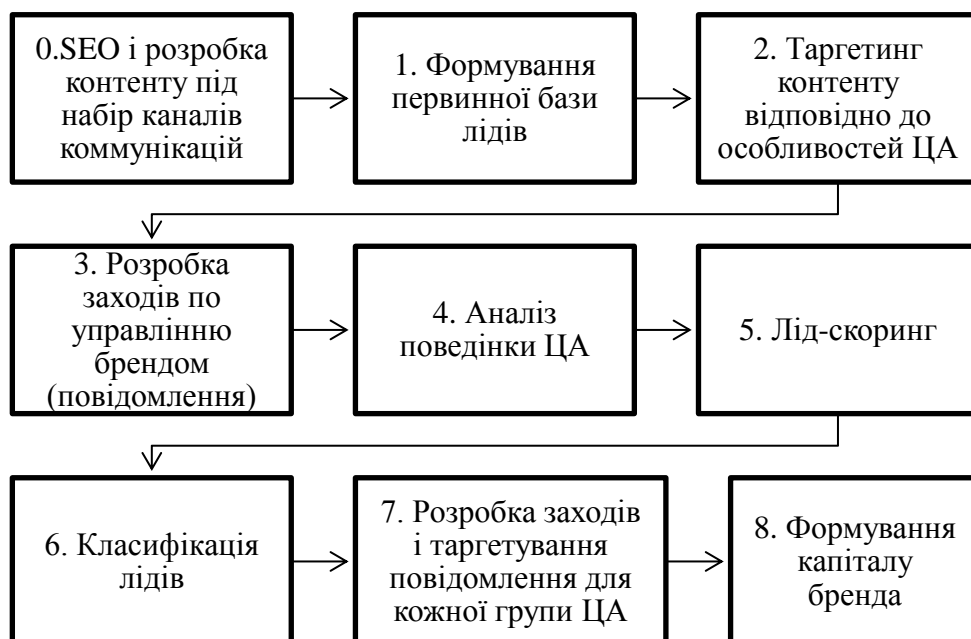 0.SEO і розробка
контенту під
набір каналів
коммунікацій
1. Формування
первинної бази
лідів
2. Таргетинг
контенту
відповідно до
особливостей ЦА
3. Розробка
заходів по
управлінню
брендом
(повідомлення)
4. Аналіз
поведінки ЦА
5. Лід-скоринг
6. Класифікація
лідів
7. Розробка заходів
і таргетування
повідомлення для
кожної групи ЦА
8. Формування
капіталу
бренда